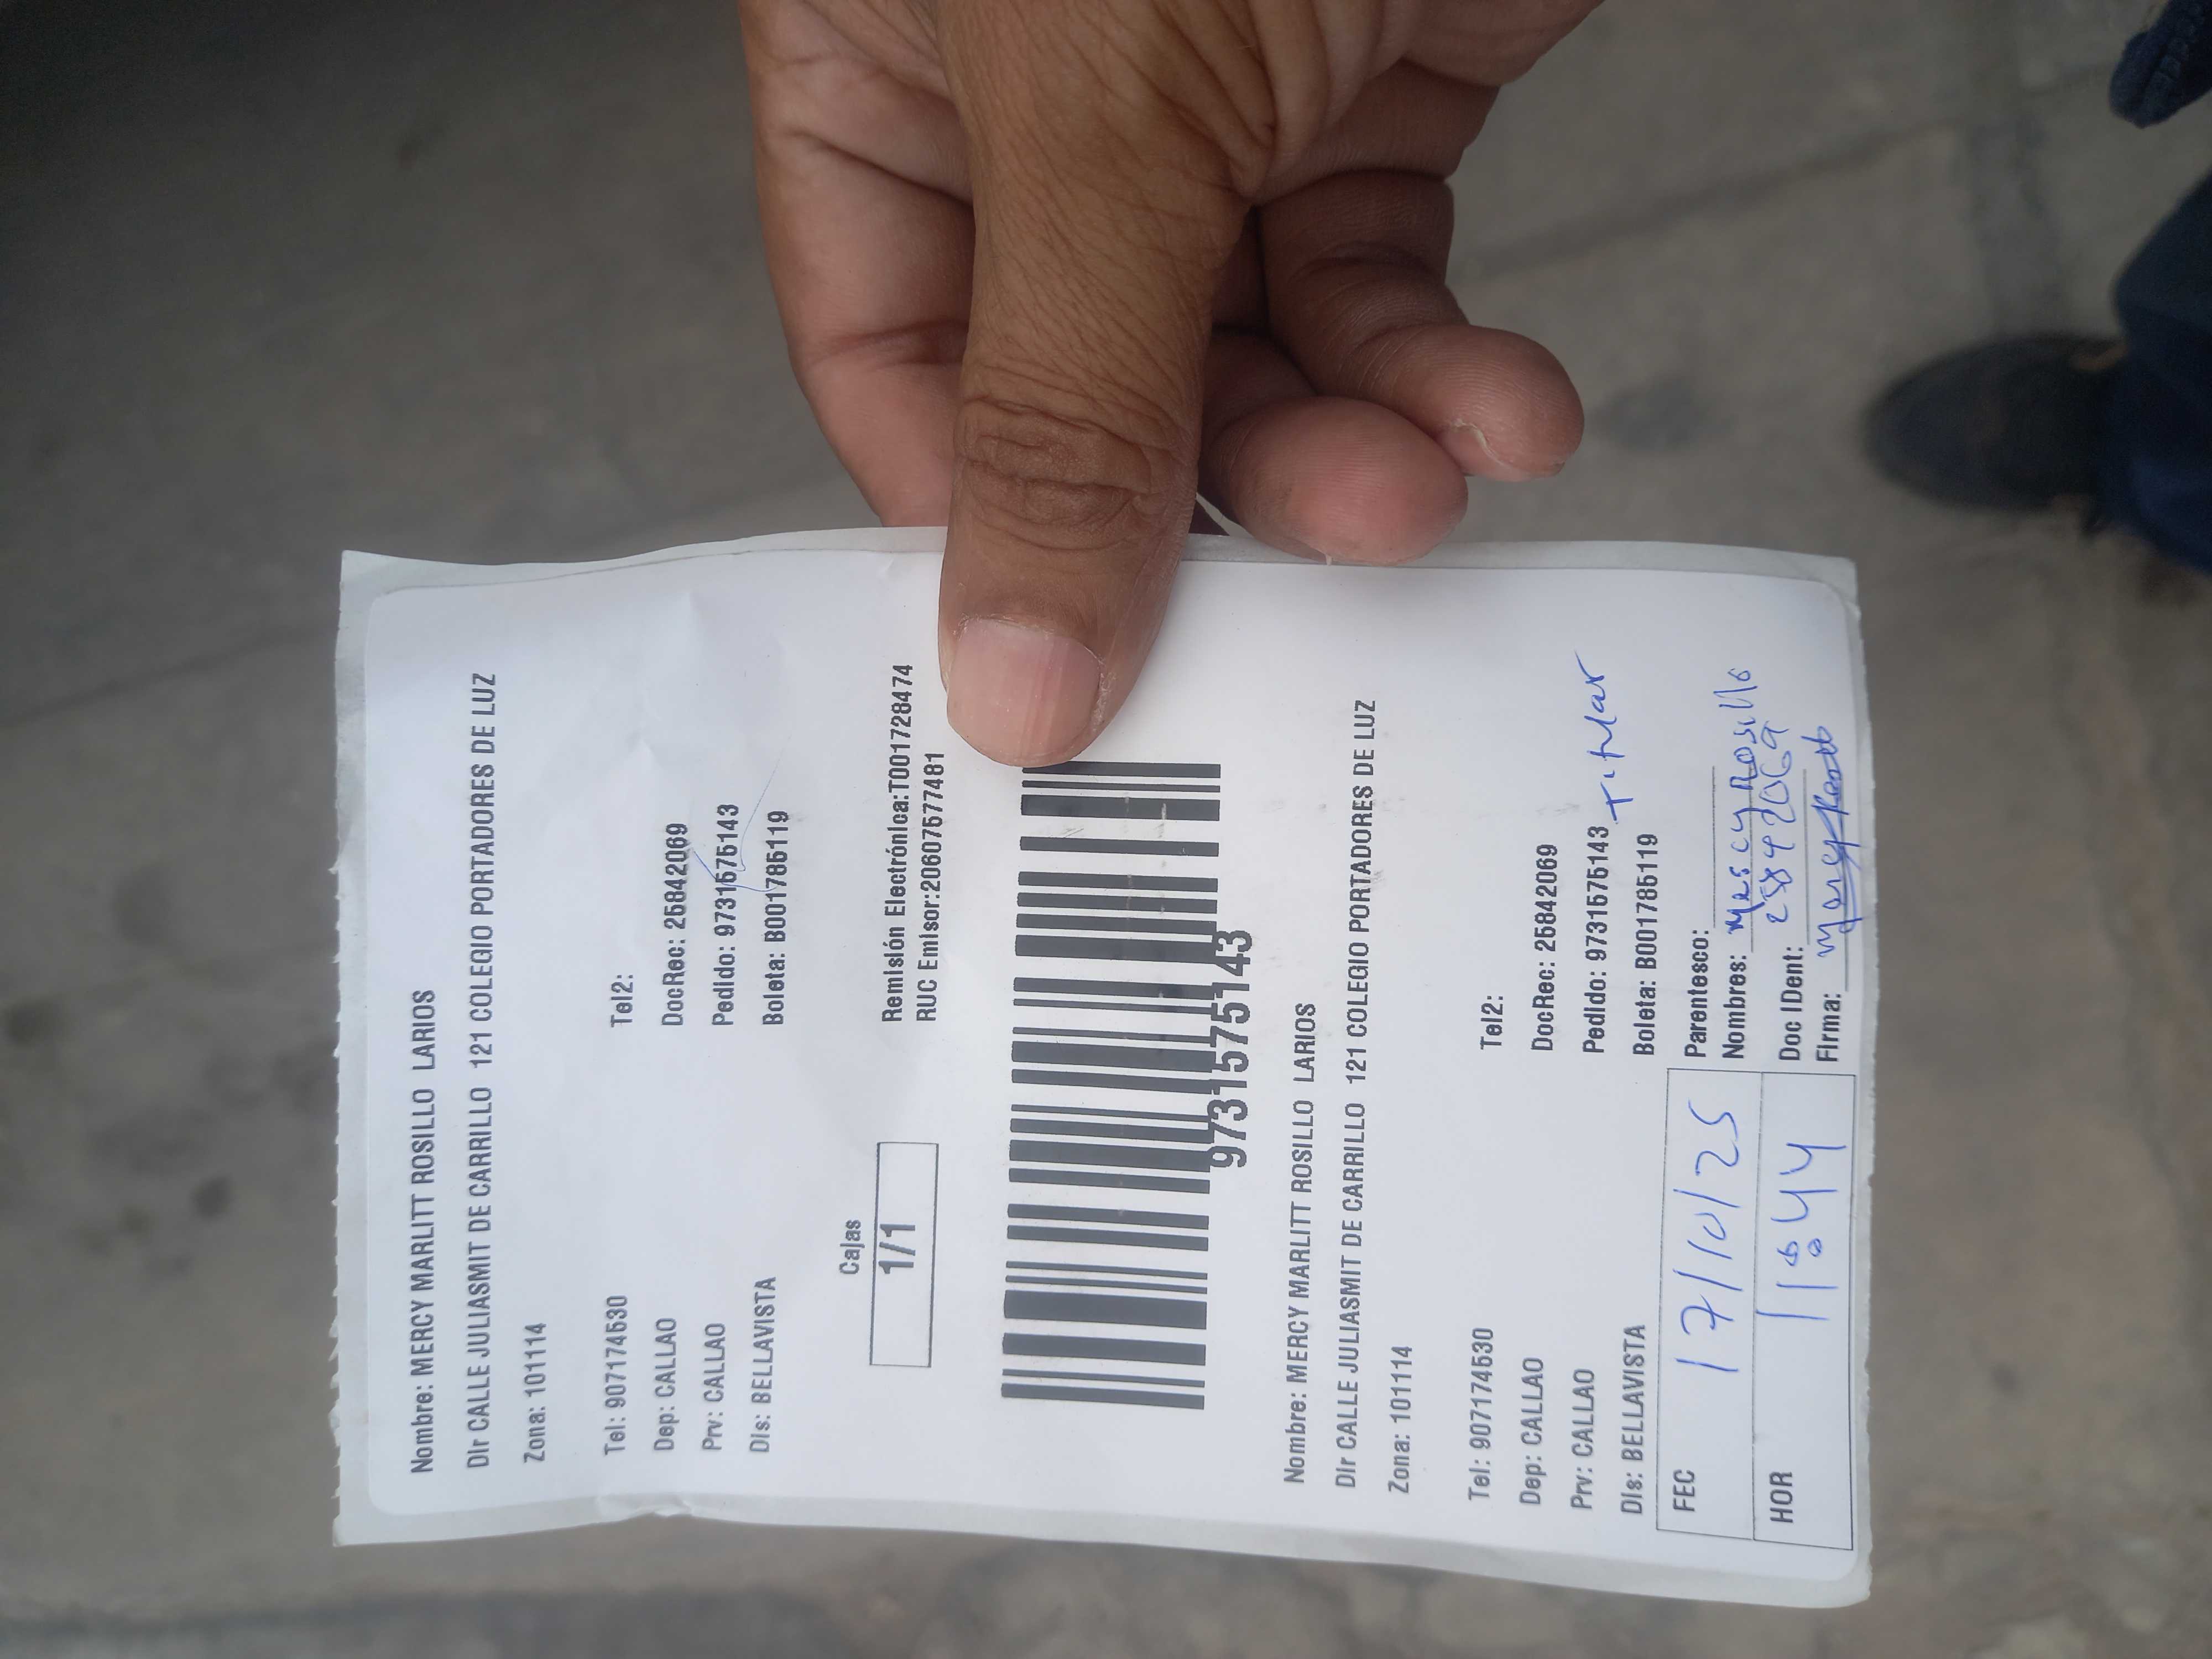 Nombre: MERCY MARLITT ROSILLO LARIOS
Dir CALLE JULIASMIT DE CARRILLO 121 COLEGIO PORTADORES DE LUZ
Zona: 101114
Tel: 907174530 Tel2:
Dep: CALLAO DocRec: 25842069
Prv: CALLAO Pedido: 9731575143
Dis: BELLAVISTA Boleta: B001785119
Cajas
1/1
Remisión Electrónica:T001728474
RUC Emisor:20607577481
9731575143
Nombre: MERCY MARLITT ROSILLO LARIOS
Dir CALLE JULIASMIT DE CARRILLO 121 COLEGIO PORTADORES DE LUZ
Zona: 101114
Tel: 907174530 Tel2:
Dep: CALLAO DocRec: 25842069
Prv: CALLAO Pedido: 9731575143
Dis: BELLAVISTA Boleta: B001785119
Titular
FEC 17/10/25 Parentesco:
Nombres: Mercy Rosillo
HOR 1:44 Doc IDent: 25842069
Firma: